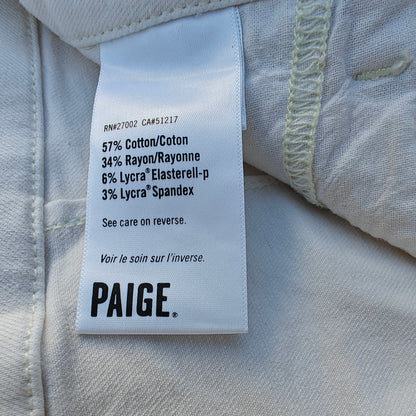 RN#27002 CA#51217
57% Cotton/Coton
34% Rayon/Rayonne
6% Lycra® Elasterell-p
3% Lycra® Spandex
See care on reverse.
Voir le soin sur l'inverse.
PAIGE®